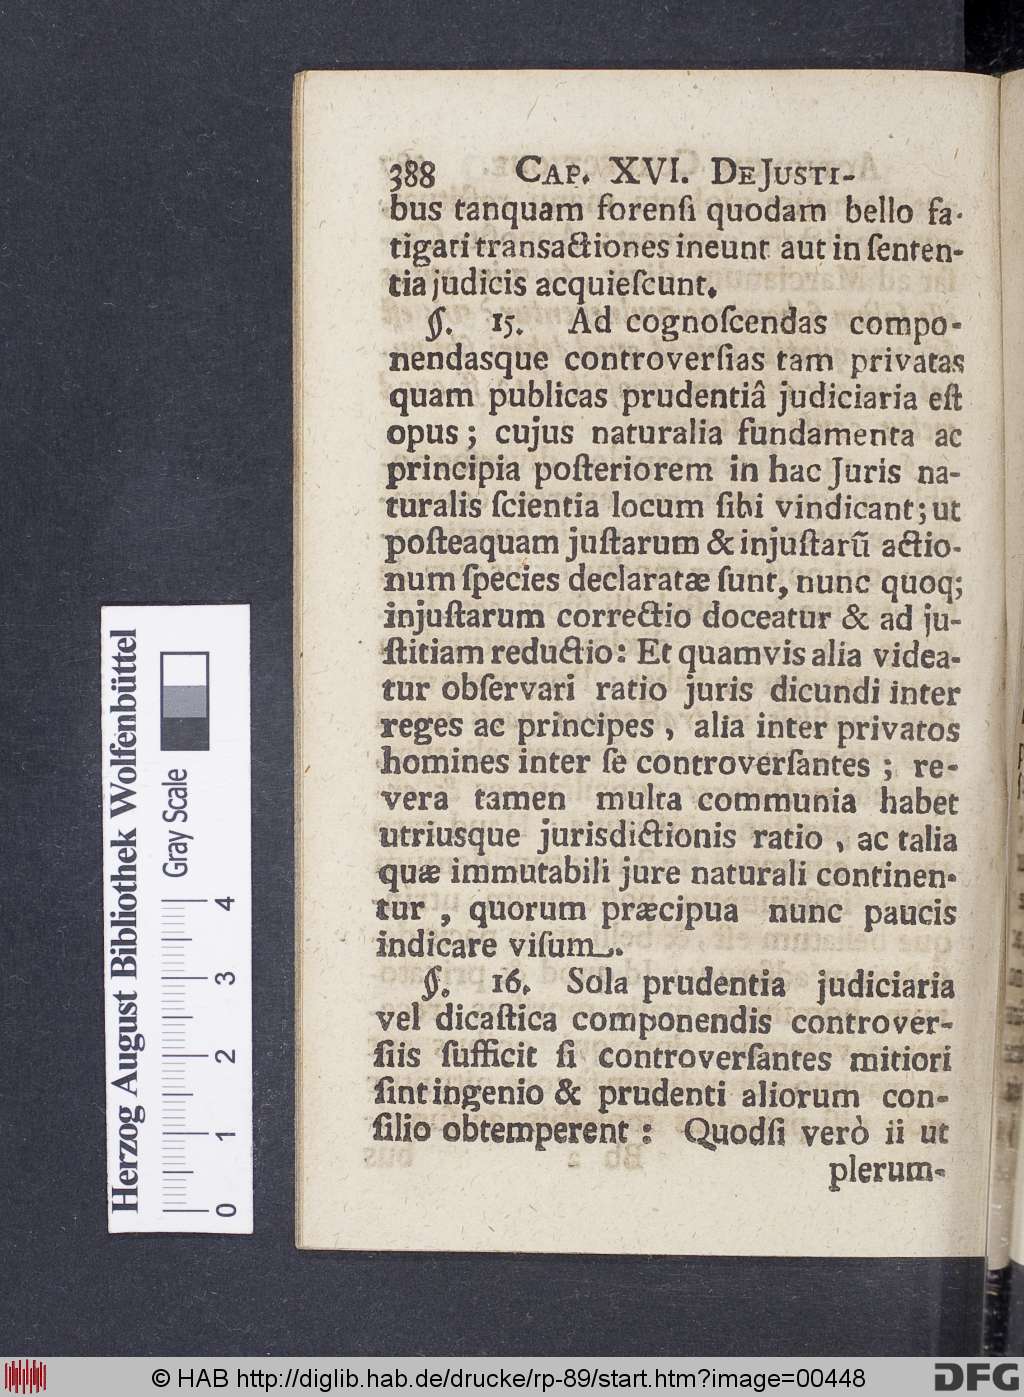 388 CAP. XVI. DE JUSTI-
bus tanquam forenſi quodam bello fa-
tigati transactiones ineunt aut in ſenten-
tia judicis acquieſcunt.
§. 15. Ad cognoſcendas compo-
nendasque controverſias tam privatas
quam publicas prudentiâ judiciaria eſt
opus; cujus naturalia fundamenta ac
principia poſteriorem in hac Juris na-
turalis ſcientia locum ſibi vindicant; ut
poſteaquam juſtarum & injuſtarũ actio-
num ſpecies declaratæ ſunt, nunc quoq;
injuſtarum correctio doceatur & ad ju-
ſtitiam reductio: Et quamvis alia videa-
tur obſervari ratio juris dicundi inter
reges ac principes, alia inter privatos
homines inter ſe controverſantes; re-
vera tamen multa communia habet
utriusque jurisdictionis ratio, ac talia
quæ immutabili jure naturali continen-
tur, quorum præcipua nunc paucis
indicare viſum.
§. 16. Sola prudentia judiciaria
vel dicaſtica componendis controver-
ſiis ſufficit ſi controverſantes mitiori
ſint ingenio & prudenti aliorum con-
ſilio obtemperent: Quodſi verò ii ut
plerum-
Herzog August Bibliothek Wolfenbüttel
Gray Scale
0 1 2 3 4
© HAB http://diglib.hab.de/drucke/rp-89/start.htm?image=00448
DFG